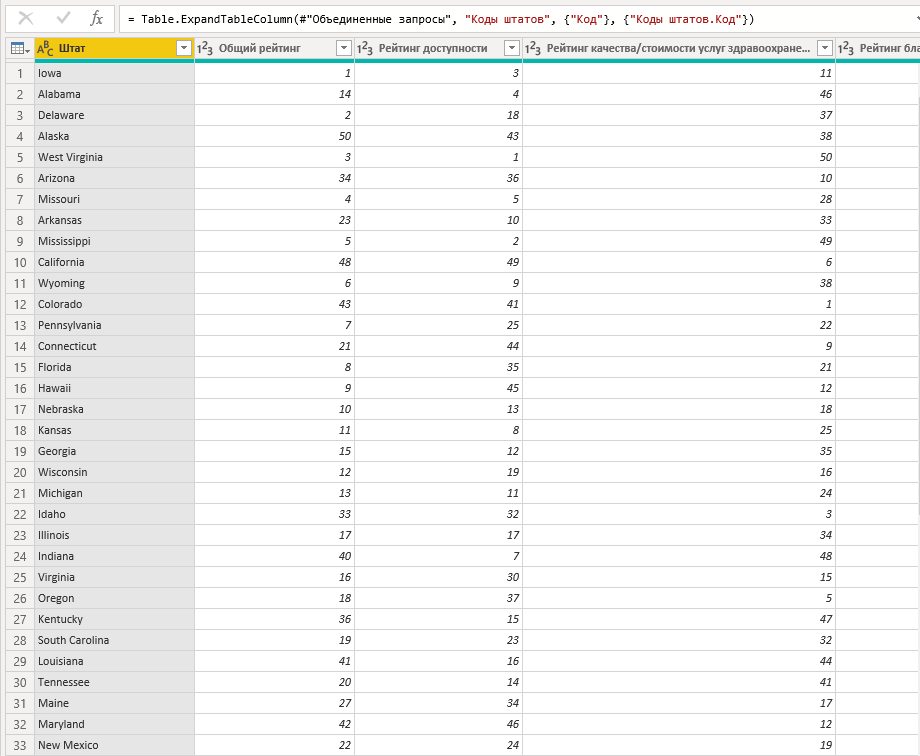 = Table.ExpandTableColumn(#"Объединенные запросы", "Коды штатов", {"Код"}, {"Коды штатов.Код"})
Штат Общий рейтинг Рейтинг доступности Рейтинг качества/стоимости услуг здравоохране... Рейтинг бла
1 Iowa 1 3 11
2 Alabama 14 4 46
3 Delaware 2 18 37
4 Alaska 50 43 38
5 West Virginia 3 1 50
6 Arizona 34 36 10
7 Missouri 4 5 28
8 Arkansas 23 10 33
9 Mississippi 5 2 49
10 California 48 49 6
11 Wyoming 6 9 38
12 Colorado 43 41 1
13 Pennsylvania 7 25 22
14 Connecticut 21 44 9
15 Florida 8 35 21
16 Hawaii 9 45 12
17 Nebraska 10 13 18
18 Kansas 11 8 25
19 Georgia 15 12 35
20 Wisconsin 12 19 16
21 Michigan 13 11 24
22 Idaho 33 32 3
23 Illinois 17 17 34
24 Indiana 40 7 48
25 Virginia 16 30 15
26 Oregon 18 37 5
27 Kentucky 36 15 47
28 South Carolina 19 23 32
29 Louisiana 41 16 44
30 Tennessee 20 14 41
31 Maine 27 34 17
32 Maryland 42 46 12
33 New Mexico 22 24 19